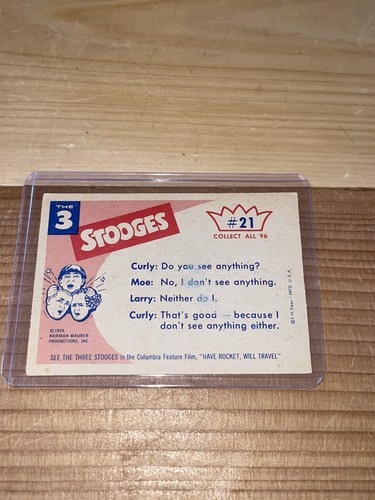 THE
3
STOOGES
#21
COLLECT ALL 96
Curly: Do you see anything?
Moe: No, I don't see anything.
Larry: Neither do I.
Curly: That's good — because I
don't see anything either.
© 1959,
NORMAN MAURER
PRODUCTIONS, INC.
© F. H. Fleer - MFD. U.S.A.
SEE THE THREE STOOGES in the Columbia Feature Film, "HAVE ROCKET, WILL TRAVEL"